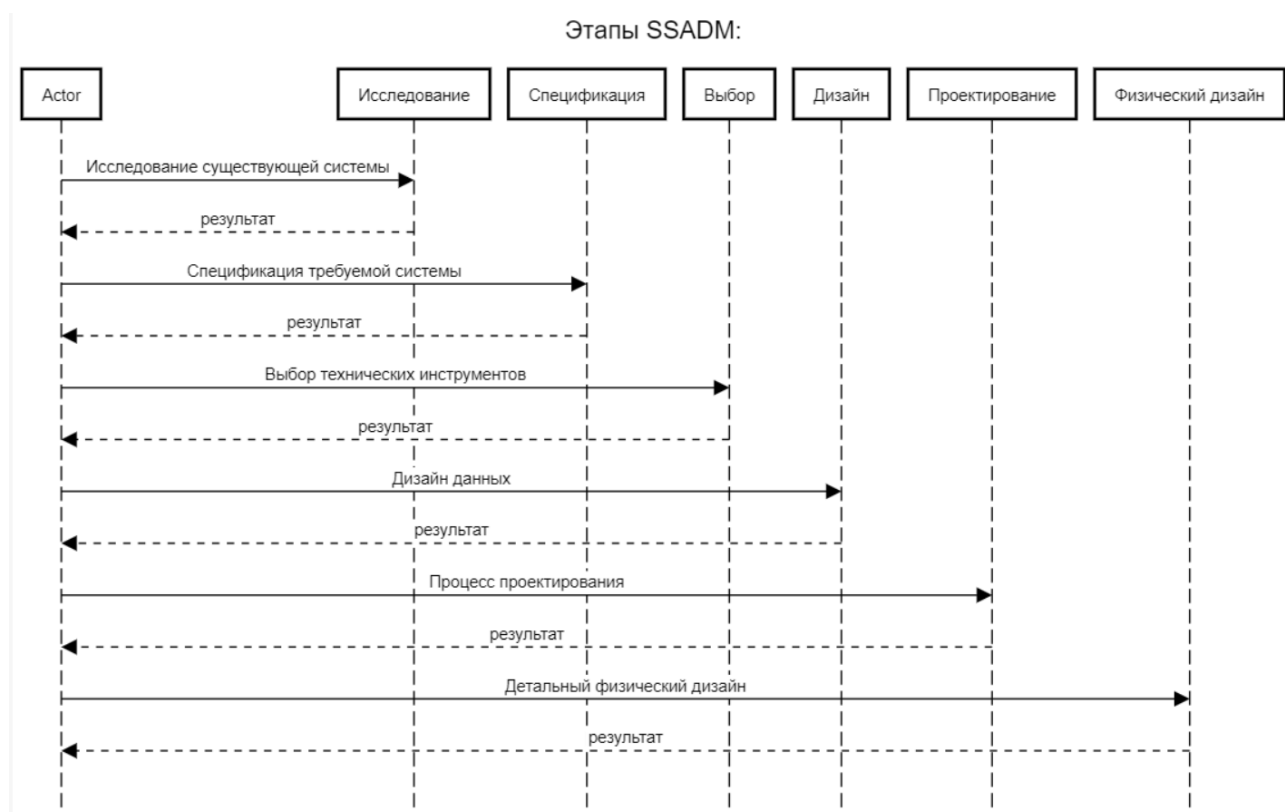 Этапы SSADM:
Actor
Исследование
Спецификация
Выбор
Дизайн
Проектирование
Физический дизайн
Исследование существующей системы
результат
Спецификация требуемой системы
результат
Выбор технических инструментов
результат
Дизайн данных
результат
Процесс проектирования
результат
Детальный физический дизайн
результат